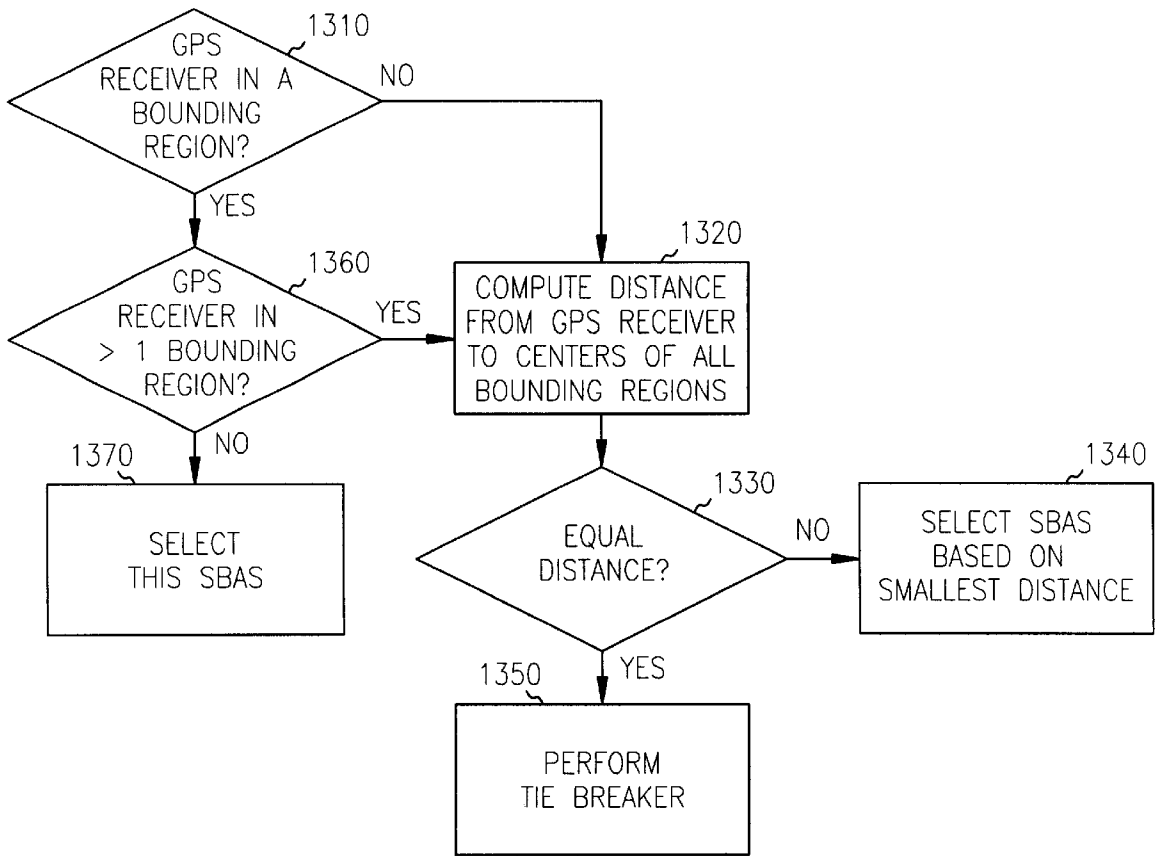 1310
GPS
RECEIVER IN A
BOUNDING
REGION?
NO
YES
1360
GPS
RECEIVER IN
> 1 BOUNDING
REGION?
YES
NO
1320
COMPUTE DISTANCE
FROM GPS RECEIVER
TO CENTERS OF ALL
BOUNDING REGIONS
1370
SELECT
THIS SBAS
1330
EQUAL
DISTANCE?
NO
YES
1340
SELECT SBAS
BASED ON
SMALLEST DISTANCE
1350
PERFORM
TIE BREAKER